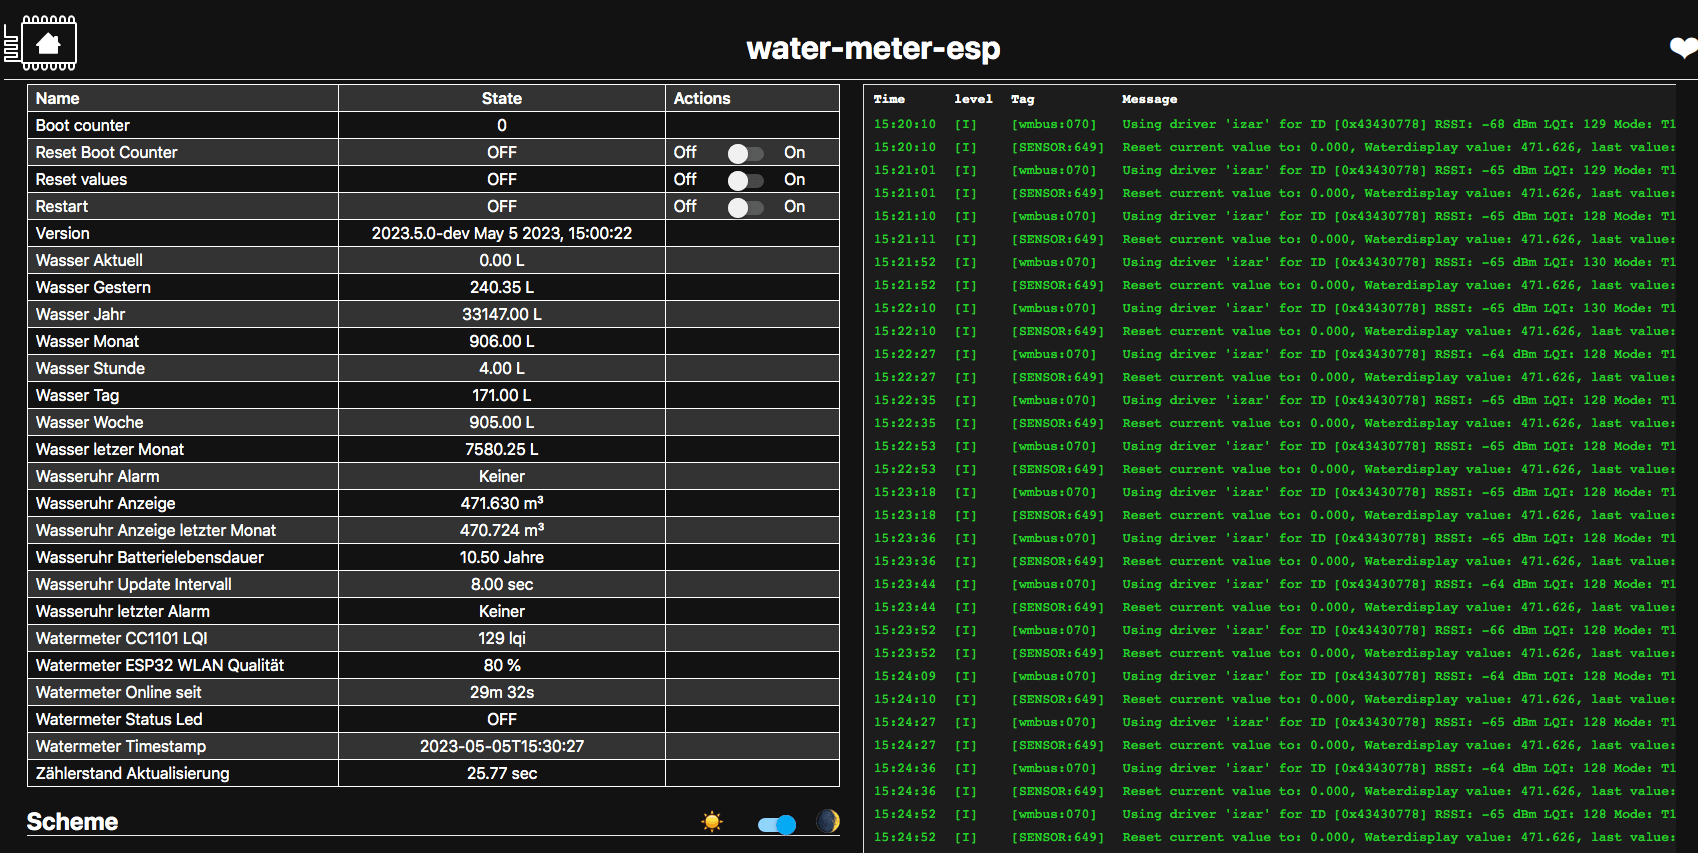 water-meter-esp
Name State Actions
Boot counter 0
Reset Boot Counter OFF Off On
Reset values OFF Off On
Restart OFF Off On
Version 2023.5.0-dev May 5 2023, 15:00:22
Wasser Aktuell 0.00 L
Wasser Gestern 240.35 L
Wasser Jahr 33147.00 L
Wasser Monat 906.00 L
Wasser Stunde 4.00 L
Wasser Tag 171.00 L
Wasser Woche 905.00 L
Wasser letzer Monat 7580.25 L
Wasseruhr Alarm Keiner
Wasseruhr Anzeige 471.630 m³
Wasseruhr Anzeige letzter Monat 470.724 m³
Wasseruhr Batterielebensdauer 10.50 Jahre
Wasseruhr Update Intervall 8.00 sec
Wasseruhr letzter Alarm Keiner
Watermeter CC1101 LQI 129 lqi
Watermeter ESP32 WLAN Qualität 80 %
Watermeter Online seit 29m 32s
Watermeter Status Led OFF
Watermeter Timestamp 2023-05-05T15:30:27
Zählerstand Aktualisierung 25.77 sec
Scheme
Time level Tag Message
15:20:10 [I] [wmbus:070] Using driver 'izar' for ID [0x43430778] RSSI: -68 dBm LQI: 129 Mode: T1
15:20:10 [I] [SENSOR:649] Reset current value to: 0.000, Waterdisplay value: 471.626, last value:
15:21:01 [I] [wmbus:070] Using driver 'izar' for ID [0x43430778] RSSI: -65 dBm LQI: 129 Mode: T1
15:21:01 [I] [SENSOR:649] Reset current value to: 0.000, Waterdisplay value: 471.626, last value:
15:21:10 [I] [wmbus:070] Using driver 'izar' for ID [0x43430778] RSSI: -65 dBm LQI: 128 Mode: T1
15:21:11 [I] [SENSOR:649] Reset current value to: 0.000, Waterdisplay value: 471.626, last value:
15:21:52 [I] [wmbus:070] Using driver 'izar' for ID [0x43430778] RSSI: -65 dBm LQI: 130 Mode: T1
15:21:52 [I] [SENSOR:649] Reset current value to: 0.000, Waterdisplay value: 471.626, last value:
15:22:10 [I] [wmbus:070] Using driver 'izar' for ID [0x43430778] RSSI: -65 dBm LQI: 130 Mode: T1
15:22:10 [I] [SENSOR:649] Reset current value to: 0.000, Waterdisplay value: 471.626, last value:
15:22:27 [I] [wmbus:070] Using driver 'izar' for ID [0x43430778] RSSI: -64 dBm LQI: 128 Mode: T1
15:22:27 [I] [SENSOR:649] Reset current value to: 0.000, Waterdisplay value: 471.626, last value:
15:22:35 [I] [wmbus:070] Using driver 'izar' for ID [0x43430778] RSSI: -65 dBm LQI: 128 Mode: T1
15:22:35 [I] [SENSOR:649] Reset current value to: 0.000, Waterdisplay value: 471.626, last value:
15:22:53 [I] [wmbus:070] Using driver 'izar' for ID [0x43430778] RSSI: -65 dBm LQI: 128 Mode: T1
15:22:53 [I] [SENSOR:649] Reset current value to: 0.000, Waterdisplay value: 471.626, last value:
15:23:18 [I] [wmbus:070] Using driver 'izar' for ID [0x43430778] RSSI: -65 dBm LQI: 128 Mode: T1
15:23:18 [I] [SENSOR:649] Reset current value to: 0.000, Waterdisplay value: 471.626, last value:
15:23:36 [I] [wmbus:070] Using driver 'izar' for ID [0x43430778] RSSI: -65 dBm LQI: 128 Mode: T1
15:23:36 [I] [SENSOR:649] Reset current value to: 0.000, Waterdisplay value: 471.626, last value:
15:23:44 [I] [wmbus:070] Using driver 'izar' for ID [0x43430778] RSSI: -64 dBm LQI: 128 Mode: T1
15:23:44 [I] [SENSOR:649] Reset current value to: 0.000, Waterdisplay value: 471.626, last value:
15:23:52 [I] [wmbus:070] Using driver 'izar' for ID [0x43430778] RSSI: -66 dBm LQI: 128 Mode: T1
15:23:52 [I] [SENSOR:649] Reset current value to: 0.000, Waterdisplay value: 471.626, last value:
15:24:09 [I] [wmbus:070] Using driver 'izar' for ID [0x43430778] RSSI: -64 dBm LQI: 128 Mode: T1
15:24:10 [I] [SENSOR:649] Reset current value to: 0.000, Waterdisplay value: 471.626, last value:
15:24:27 [I] [wmbus:070] Using driver 'izar' for ID [0x43430778] RSSI: -65 dBm LQI: 128 Mode: T1
15:24:27 [I] [SENSOR:649] Reset current value to: 0.000, Waterdisplay value: 471.626, last value:
15:24:36 [I] [wmbus:070] Using driver 'izar' for ID [0x43430778] RSSI: -64 dBm LQI: 128 Mode: T1
15:24:36 [I] [SENSOR:649] Reset current value to: 0.000, Waterdisplay value: 471.626, last value:
15:24:52 [I] [wmbus:070] Using driver 'izar' for ID [0x43430778] RSSI: -65 dBm LQI: 128 Mode: T1
15:24:52 [I] [SENSOR:649] Reset current value to: 0.000, Waterdisplay value: 471.626, last value: